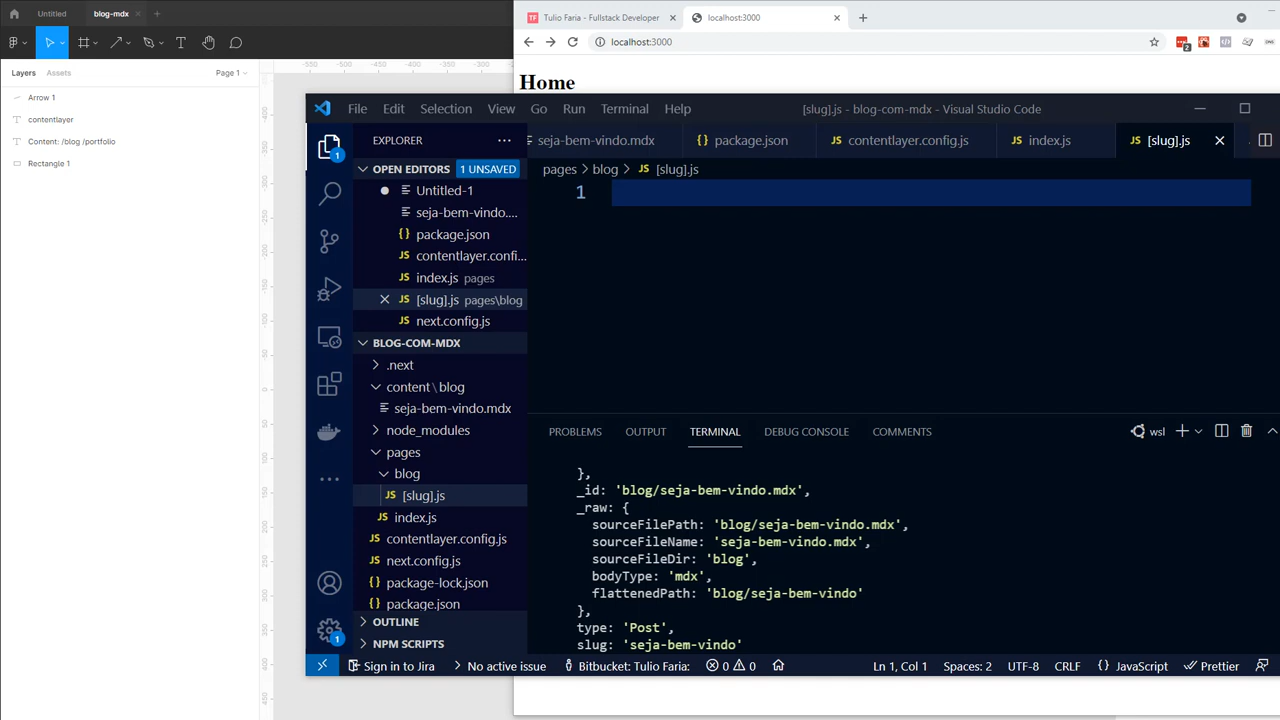 Untitled
blog-mdx
Layers
Assets
Page 1
Arrow 1
contentlayer
Content: /blog /portfolio
Rectangle 1
-550
-500
-450
-400
-350
-300
Tulio Faria - Fullstack Developer
localhost:3000
localhost:3000
Home
File Edit Selection View Go Run Terminal Help
[slug].js - blog-com-mdx - Visual Studio Code
EXPLORER
seja-bem-vindo.mdx
package.json
contentlayer.config.js
index.js
[slug].js
pages > blog > JS [slug].js
1
OPEN EDITORS
1 UNSAVED
Untitled-1
seja-bem-vindo....
package.json
contentlayer.confi...
index.js pages
[slug].js pages\blog
next.config.js
BLOG-COM-MDX
.next
content \ blog
seja-bem-vindo.mdx
node_modules
pages
blog
[slug].js
index.js
contentlayer.config.js
next.config.js
package-lock.json
package.json
OUTLINE
NPM SCRIPTS
PROBLEMS
OUTPUT
TERMINAL
DEBUG CONSOLE
COMMENTS
wsl
},
_id: 'blog/seja-bem-vindo.mdx',
_raw: {
sourceFilePath: 'blog/seja-bem-vindo.mdx',
sourceFileName: 'seja-bem-vindo.mdx',
sourceFileDir: 'blog',
bodyType: 'mdx',
flattenedPath: 'blog/seja-bem-vindo'
},
type: 'Post',
slug: 'seja-bem-vindo'
Sign in to Jira
No active issue
Bitbucket: Tulio Faria:
0
0
Ln 1, Col 1
Spaces: 2
UTF-8
CRLF
{} JavaScript
Prettier